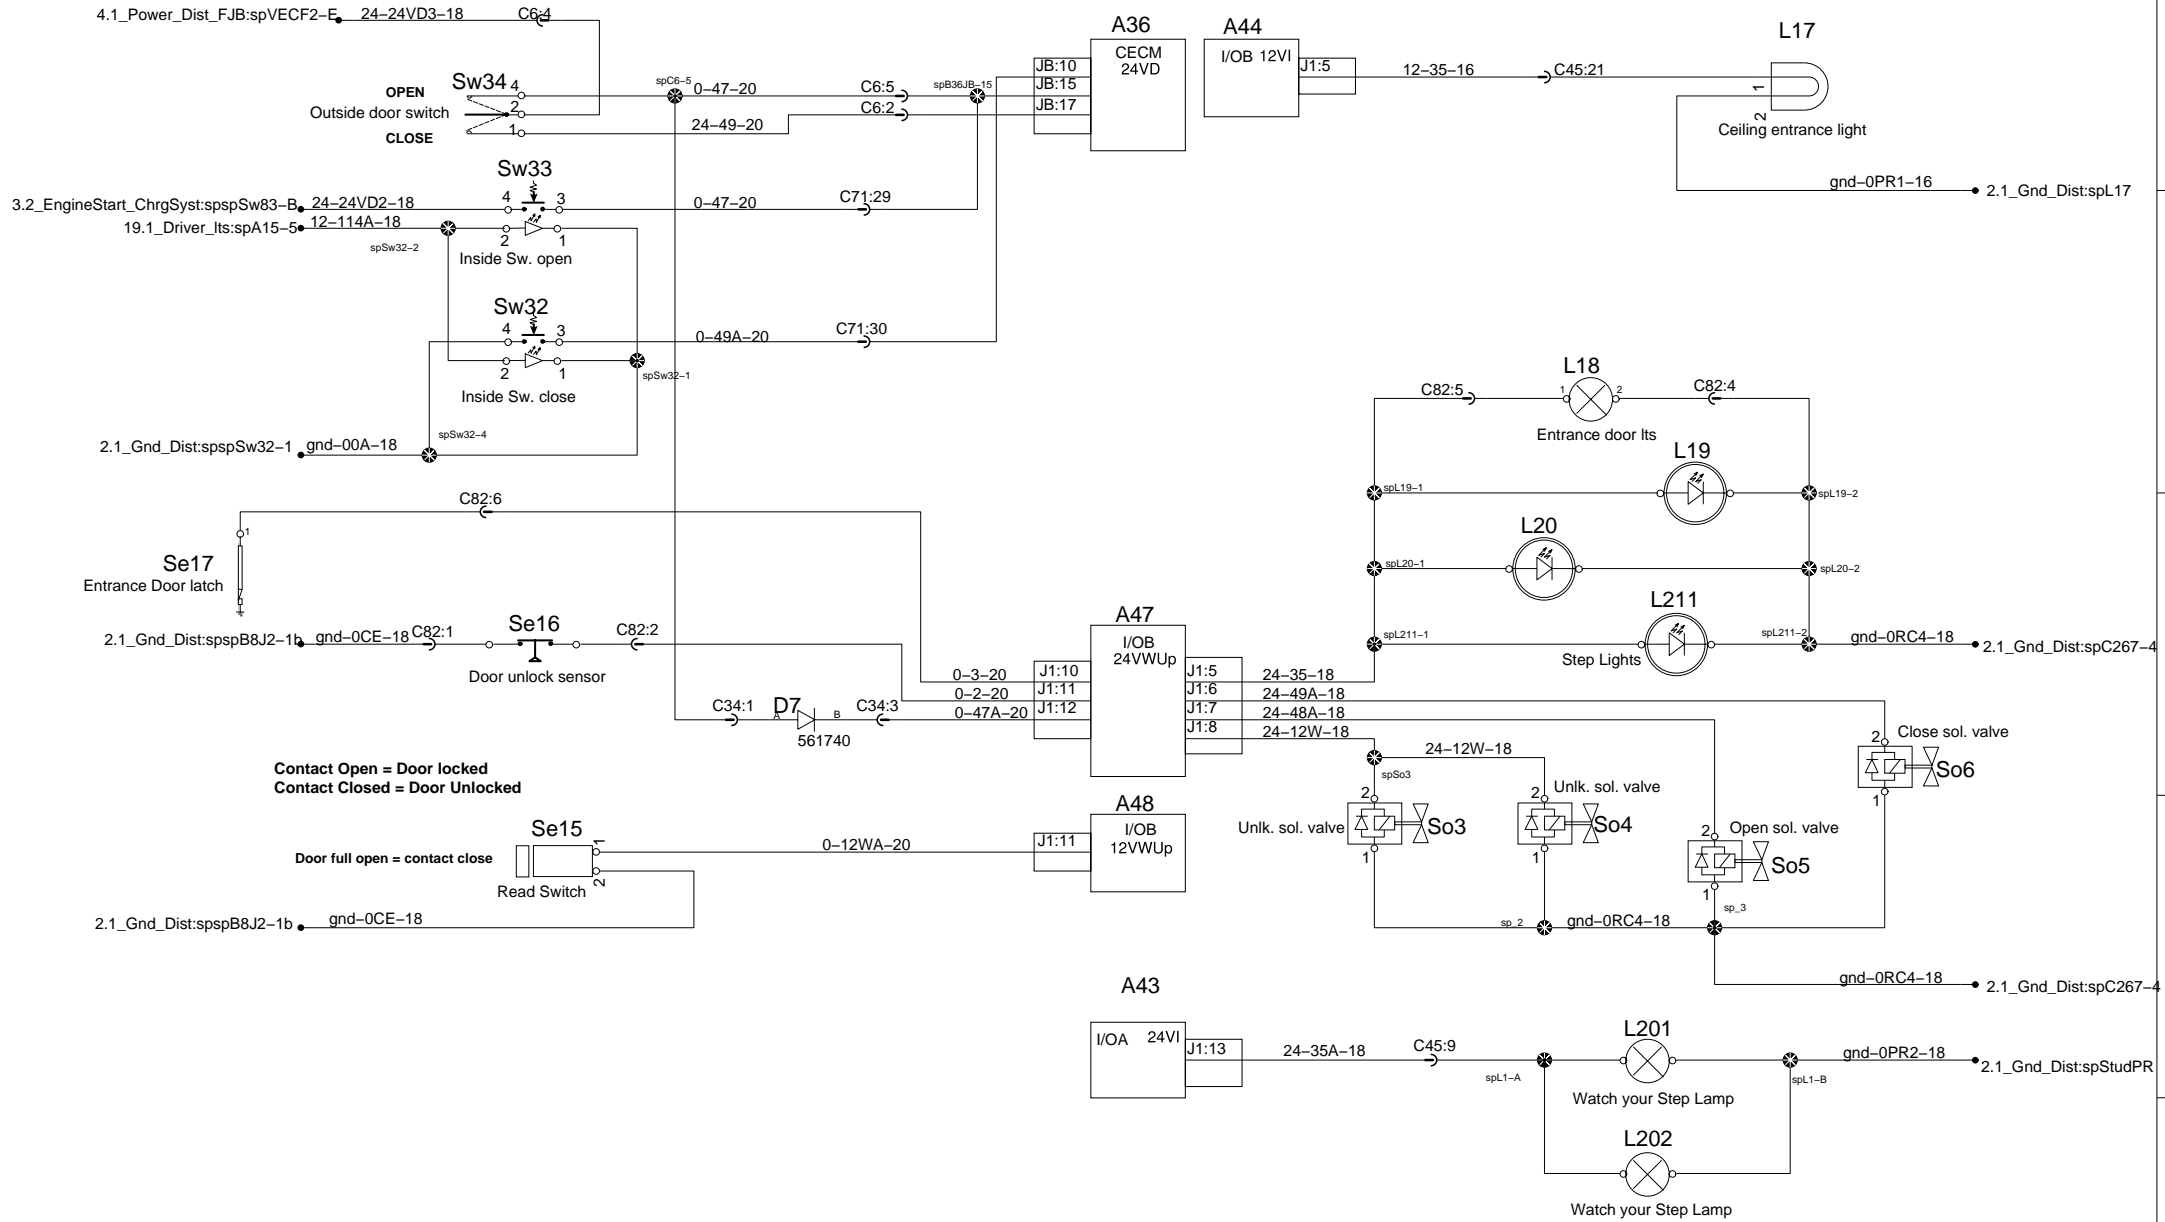 4.1_Power_Dist_FJB:spVECF2-E 24-24VD3-18 C6:4
A36 A44 L17
CECM
24VD
I/OB 12VI
J1:5 12-35-16 C45:21
JB:10
JB:15
JB:17
Sw34 4
2
1
OPEN
Outside door switch
CLOSE
spC6-5 0-47-20 C6:5 spB36JB-15
C6:2
24-49-20
1
2
Ceiling entrance light
gnd-0PR1-16 2.1_Gnd_Dist:spL17
Sw33
3.2_EngineStart_ChrgSyst:spspSw83-B 24-24VD2-18 4 3 0-47-20 C71:29
19.1_Driver_lts:spA15-5 12-114A-18
spSw32-2 2 1
Inside Sw. open
Sw32
4 3 0-49A-20 C71:30
2 1 spSw32-1
Inside Sw. close
spSw32-4
2.1_Gnd_Dist:spspSw32-1 gnd-00A-18
L18
C82:5 1 2 C82:4
Entrance door lts
L19
spL19-1 spL19-2
L20
spL20-1 spL20-2
L211
spL211-1 spL211-2 gnd-0RC4-18 2.1_Gnd_Dist:spC267-4
Step Lights
C82:6
1
Se17
Entrance Door latch
Se16
2.1_Gnd_Dist:spspB8J2-1b gnd-0CE-18 C82:1 C82:2
Door unlock sensor
A47
I/OB
24VWUp
0-3-20 J1:10 J1:5 24-35-18
0-2-20 J1:11 J1:6 24-49A-18
C34:1 D7 A B C34:3 0-47A-20 J1:12 J1:7 24-48A-18
561740
J1:8 24-12W-18
24-12W-18
spSo3
2 Close sol. valve
So6
1
Contact Open = Door locked
Contact Closed = Door Unlocked
2 Unlk. sol. valve
Unlk. sol. valve 2 So3
1
So4
1
2 Open sol. valve
So5
1
sp_3
sp_2 gnd-0RC4-18
gnd-0RC4-18 2.1_Gnd_Dist:spC267-4
A48
I/OB
12VWUp
J1:11
Se15
1
2
0-12WA-20
Door full open = contact close
Read Switch
2.1_Gnd_Dist:spspB8J2-1b gnd-0CE-18
A43
I/OA 24VI
J1:13 24-35A-18 C45:9
spL1-A
L201
spL1-B
gnd-0PR2-18 2.1_Gnd_Dist:spStudPR
Watch your Step Lamp
L202
Watch your Step Lamp